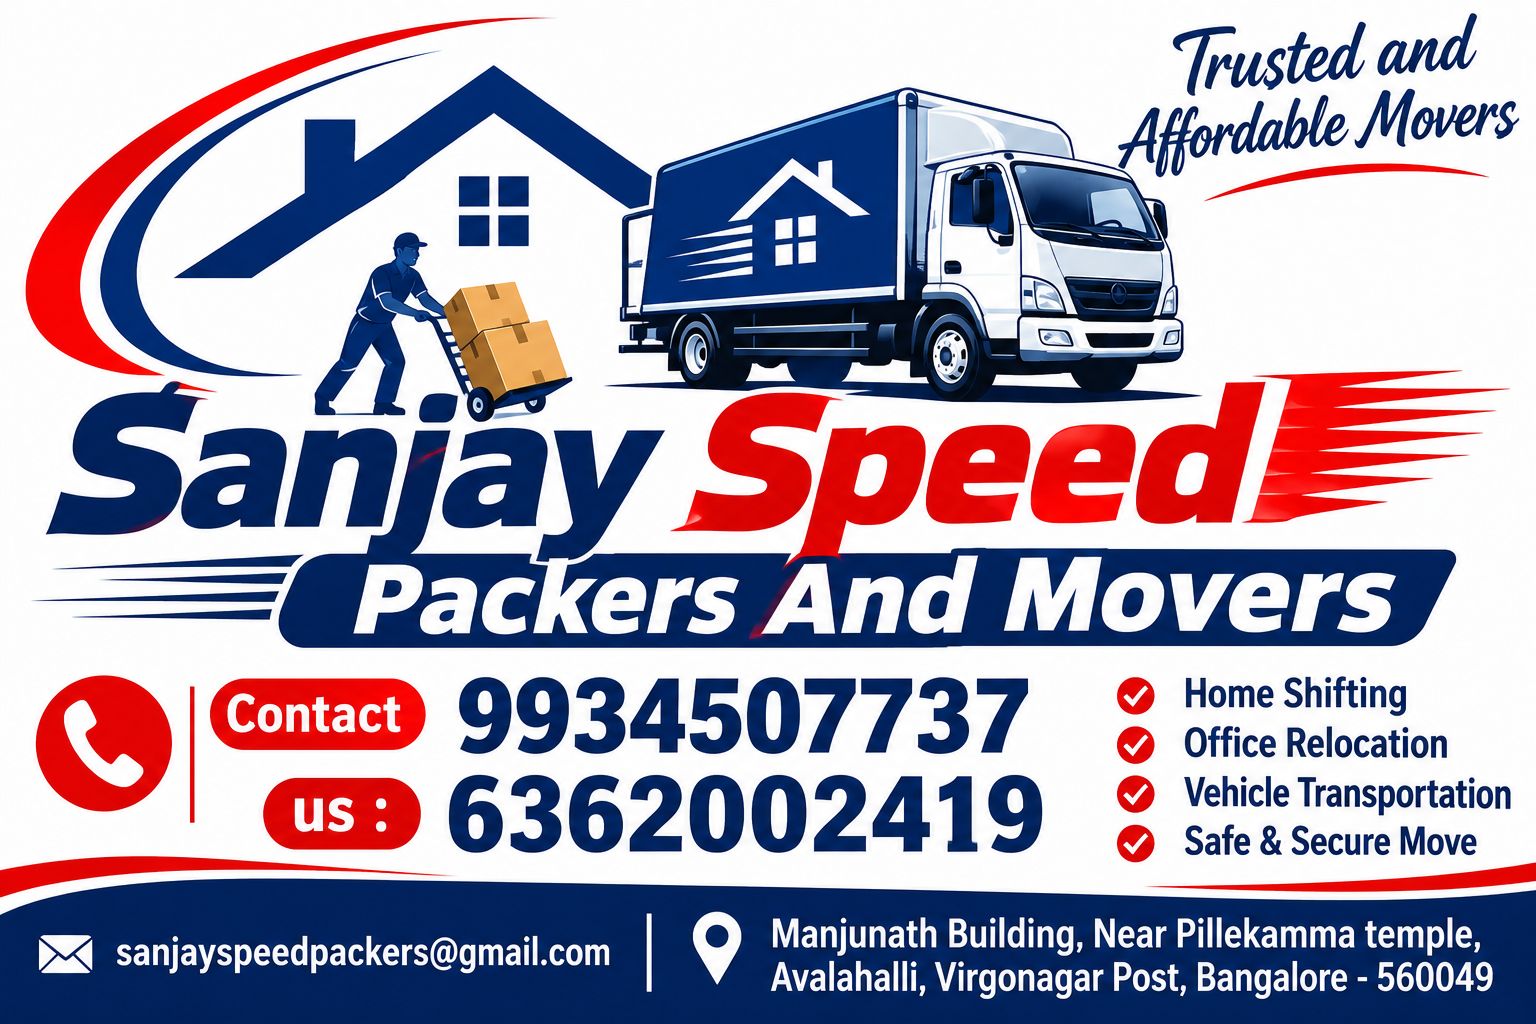 Trusted and
Affordable Movers
Sanjay Speed
Packers And Movers
Contact
us :
9934507737
6362002419
Home Shifting
Office Relocation
Vehicle Transportation
Safe & Secure Move
sanjayspeedpackers@gmail.com
Manjunath Building, Near Pillekamma temple,
Avalahalli, Virgonagar Post, Bangalore - 560049